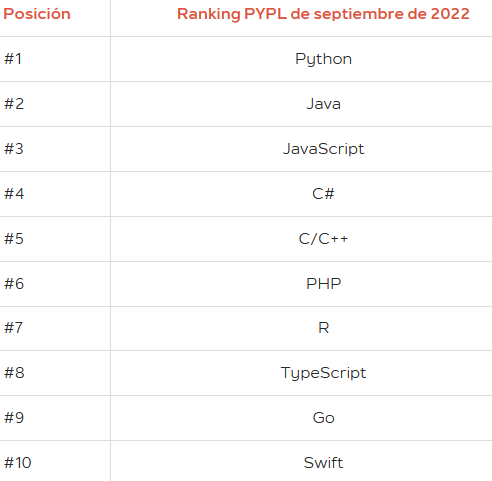 Posición Ranking PYPL de septiembre de 2022
#1 Python
#2 Java
#3 JavaScript
#4 C#
#5 C/C++
#6 PHP
#7 R
#8 TypeScript
#9 Go
#10 Swift